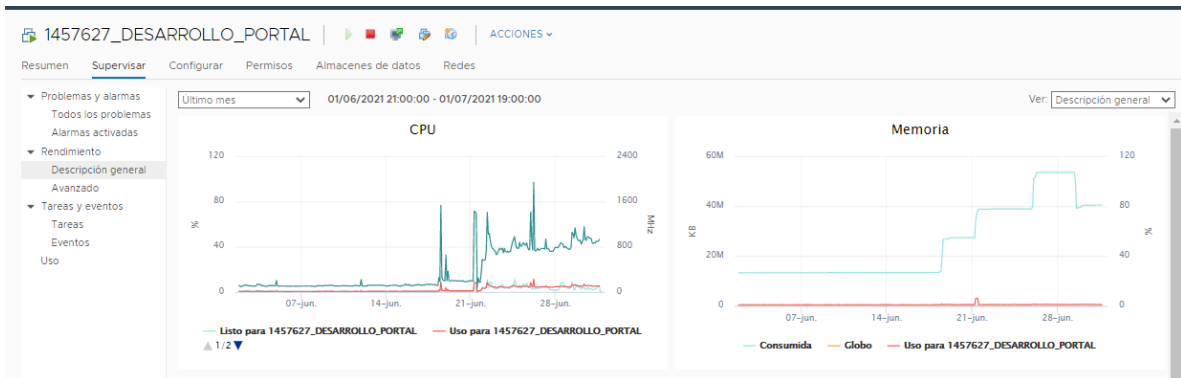 1457627_DESARROLLO_PORTAL ACCIONES
Resumen Supervisar Configurar Permisos Almacenes de datos Redes
Problemas y alarmas
Todos los problemas
Alarmas activadas
Rendimiento
Descripción general
Avanzado
Tareas y eventos
Tareas
Eventos
Uso
Último mes 01/06/2021 21:00:00 - 01/07/2021 19:00:00 Ver: Descripción general
CPU
120 2400
80 1600
% MHz
40 800
0 0
07-jun. 14-jun. 21-jun. 28-jun.
Listo para 1457627_DESARROLLO_PORTAL Uso para 1457627_DESARROLLO_PORTAL
1/2
Memoria
60M 120
40M 80
KB %
20M 40
0 0
07-jun. 14-jun. 21-jun. 28-jun.
Consumida Globo Uso para 1457627_DESARROLLO_PORTAL